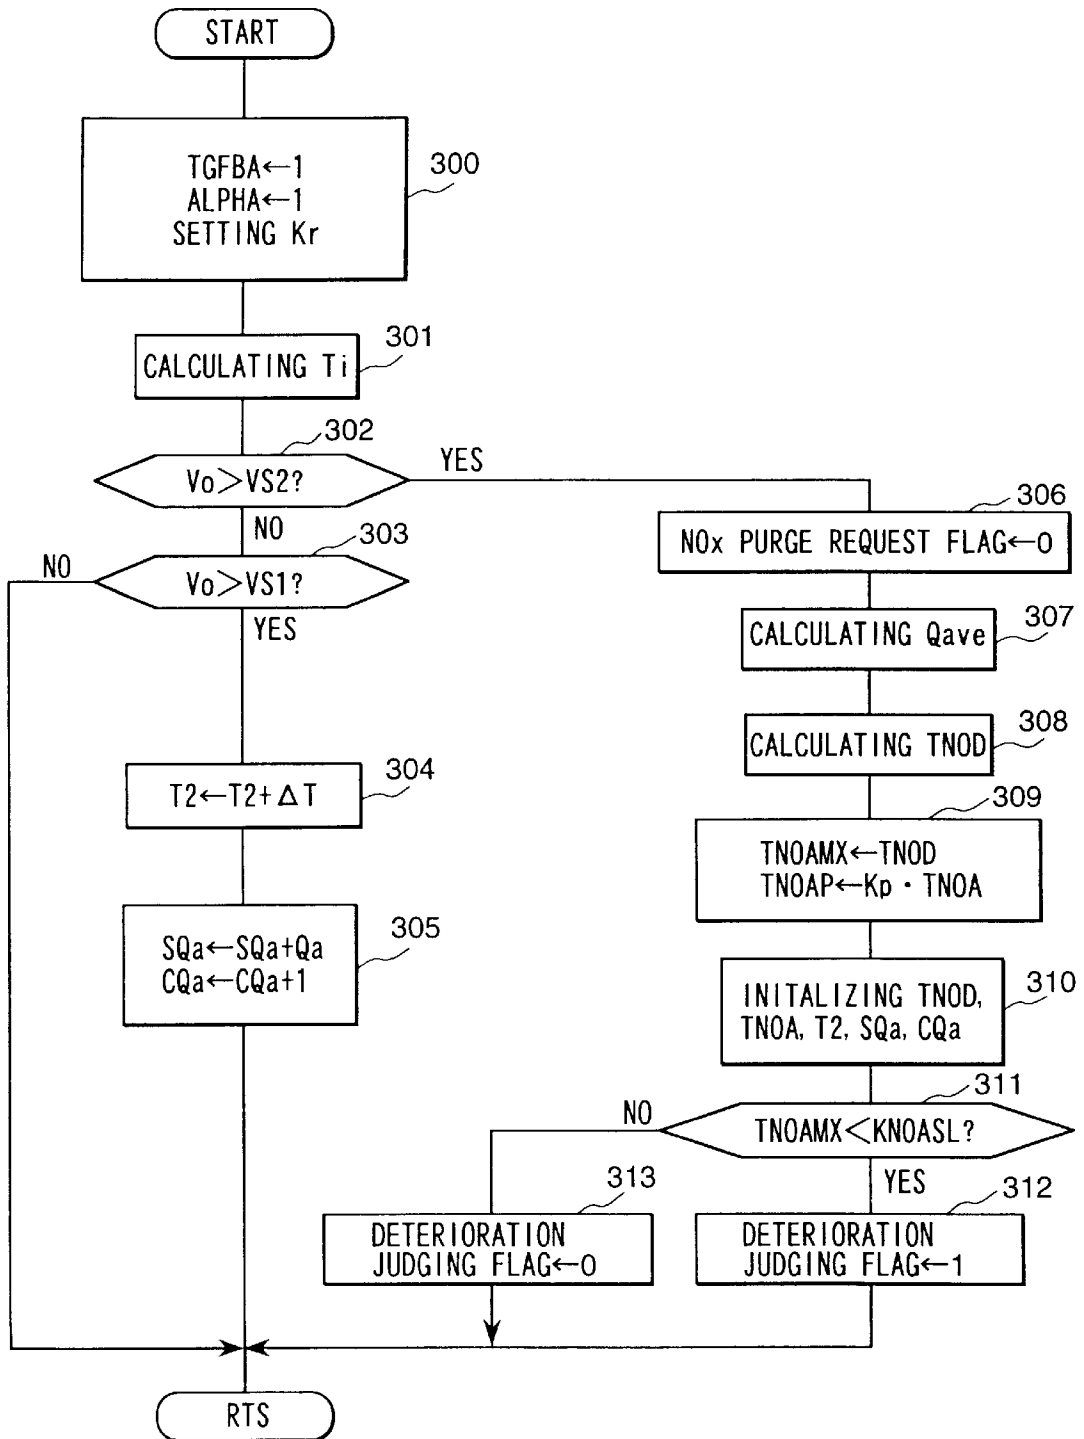 START
TGFBA←1
ALPHA←1
SETTING Kr
300
CALCULATING Ti
301
Vo>VS2?
302
YES
NO
Vo>VS1?
303
NO
YES
T2←T2+ΔT
304
SQa←SQa+Qa
CQa←CQa+1
305
NOx PURGE REQUEST FLAG←0
306
CALCULATING Qave
307
CALCULATING TNOD
308
TNOAMX←TNOD
TNOAP←Kp・TNOA
309
INITALIZING TNOD,
TNOA, T2, SQa, CQa
310
TNOAMX<KNOASL?
311
NO
YES
DETERIORATION
JUDGING FLAG←0
313
DETERIORATION
JUDGING FLAG←1
312
RTS